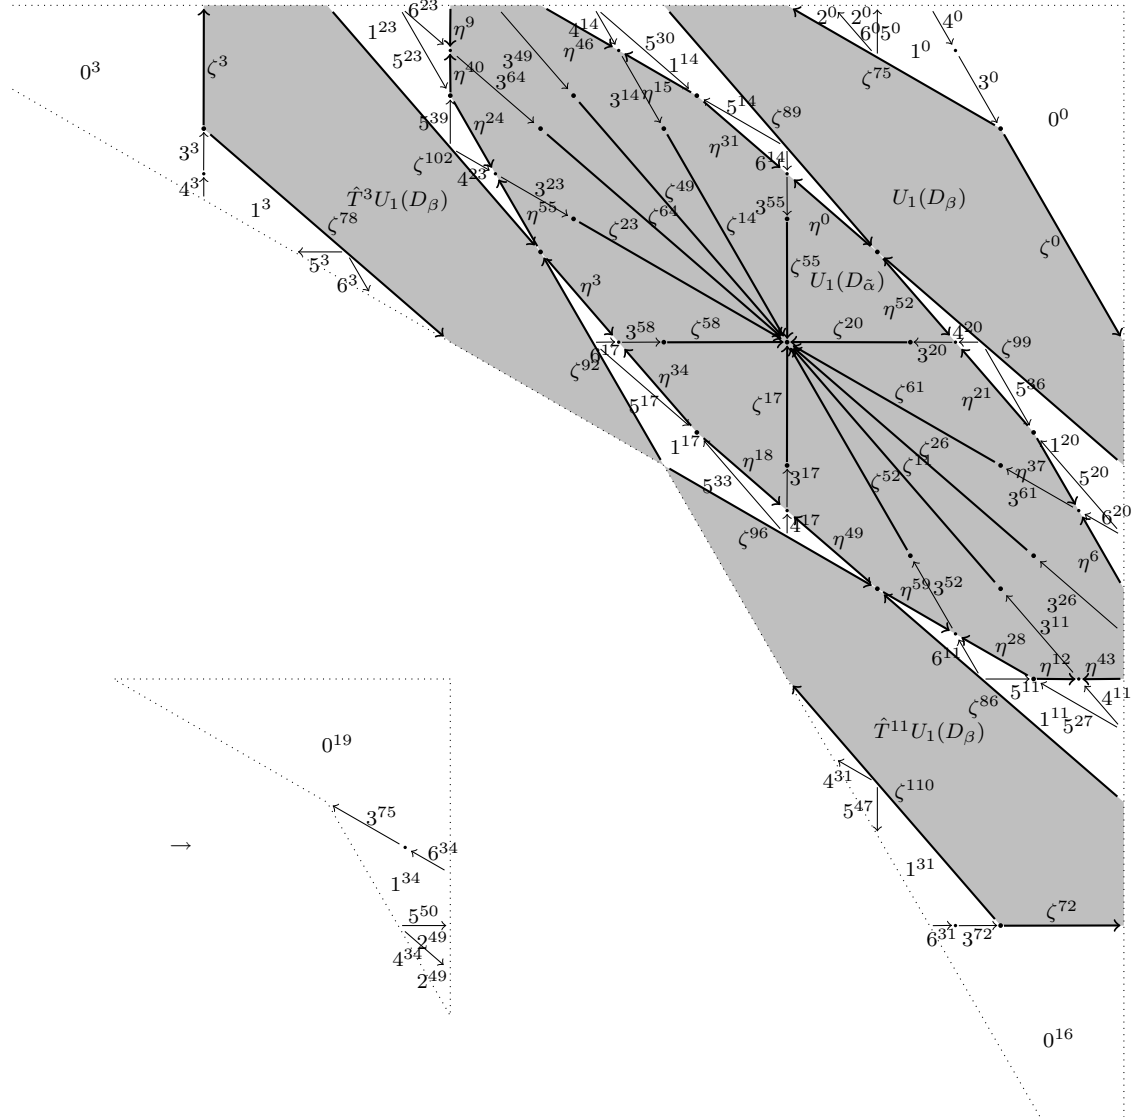 6^{23}
2^0 2^0 4^0
1^{23} η^9 4^{14} 5^{30} 6^0 5^0
5^{23} 3^{49} η^{46} 1^{14} 1^0
0^3 ζ^3 η^{40} 3^{64} ζ^{75} 3^0
3^{14} η^{15} 5^{14}
5^{39} η^{24} ζ^{89} 0^0
3^3 ζ^{102} η^{31} 6^{14}
4^3 4^{23} 3^{23} ζ^{49}
T̂^3U_1(D_β) U_1(D_β)
1^3 η^{55} ζ^{64} 3^{55}
ζ^{78} ζ^{23} ζ^{14} η^0
ζ^0
5^3 ζ^{55}
6^3 η^3 U_1(D_{α̃})
η^{52}
3^{58} ζ^{58} ζ^{20} 4^{20}
6^{17} 3^{20} ζ^{99}
ζ^{92} η^{34} ζ^{61} 5^{36}
5^{17} ζ^{17} η^{21}
1^{17} ζ^{26} 1^{20}
η^{18} ζ^{11}
5^{33} 3^{17} ζ^{52} η^{37} 5^{20}
3^{61}
4^{17} 6^{20}
ζ^{96} η^{49}
η^6
η^{59} 3^{52} 3^{26}
3^{11}
6^{11} η^{28}
η^{12} η^{43}
5^{11} 4^{11}
ζ^{86} 1^{11} 5^{27}
T̂^{11}U_1(D_β)
0^{19}
4^{31} ζ^{110}
3^{75} 5^{47}
→ 6^{34}
1^{34} 1^{31}
5^{50} ζ^{72}
2^{49} 6^{31} 3^{72}
4^{34}
2^{49}
0^{16}